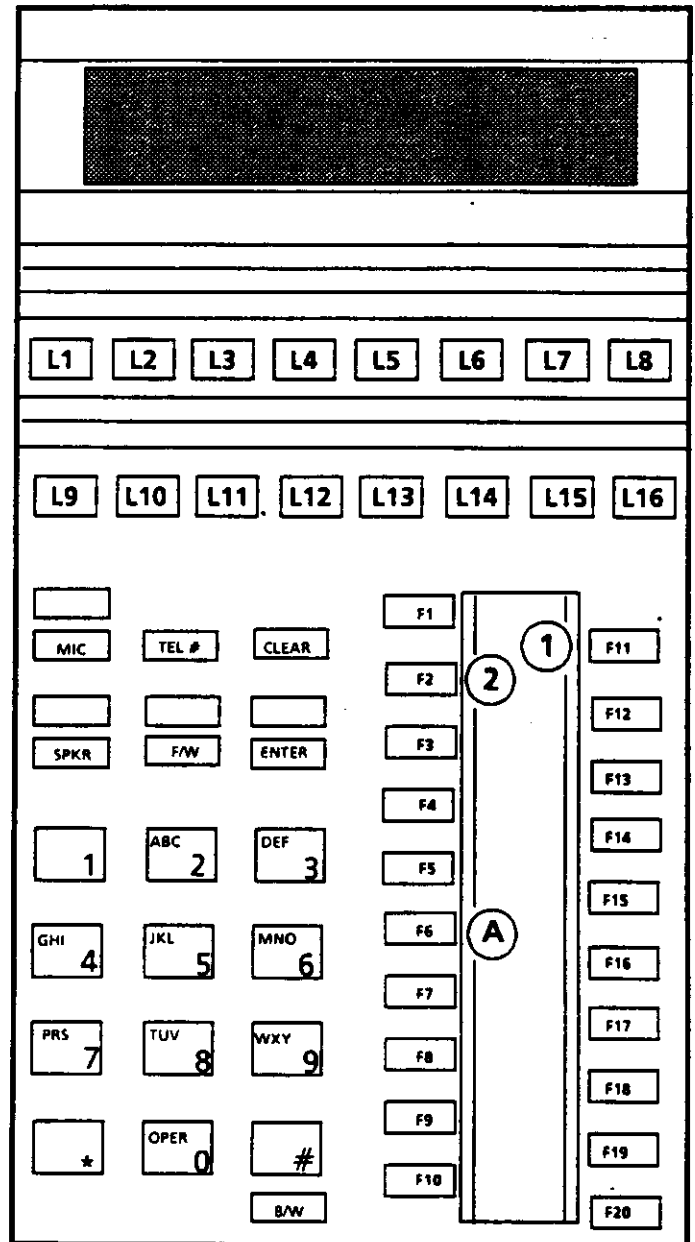 L1 L2 L3 L4 L5 L6 L7 L8
L9 L10 L11 L12 L13 L14 L15 L16
MIC TEL # CLEAR
SPKR F/W ENTER
1 ABC 2 DEF 3
GHI 4 JKL 5 MNO 6
PRS 7 TUV 8 WXY 9
* OPER 0 #
B/W
F1
F2
F3
F4
F5
F6
F7
F8
F9
F10
1
2
A
F11
F12
F13
F14
F15
F16
F17
F18
F19
F20